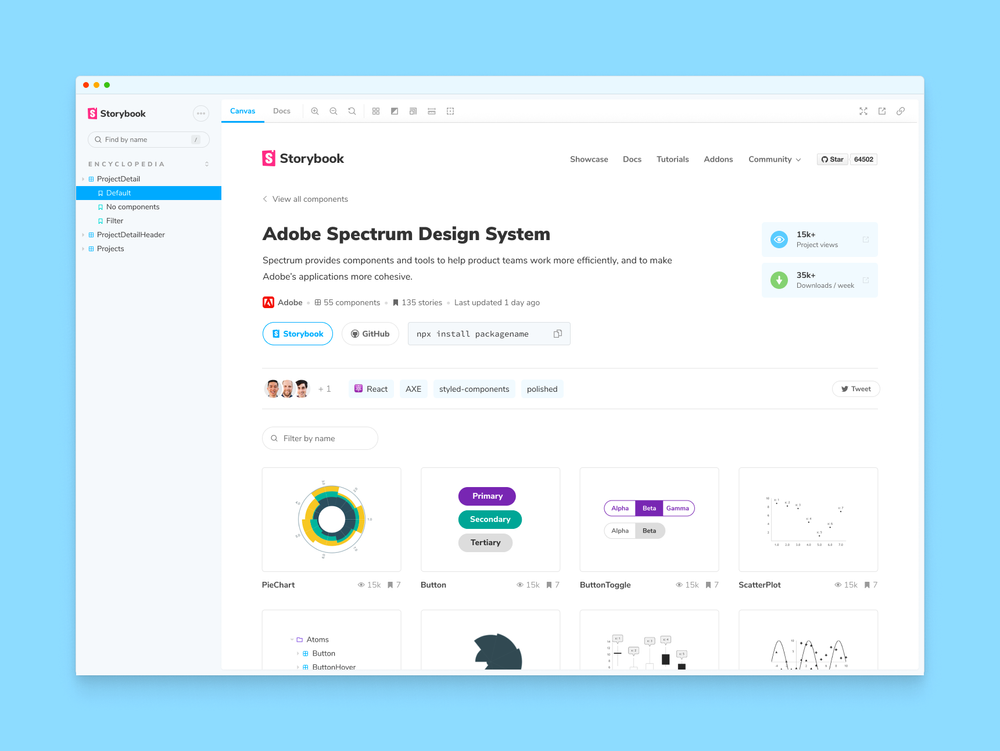 Storybook
Find by name /
ENCYCLOPEDIA
ProjectDetail
Default
No components
Filter
ProjectDetailHeader
Projects
Canvas Docs
Storybook
Showcase Docs Tutorials Addons Community Star 64502
View all components
Adobe Spectrum Design System
Spectrum provides components and tools to help product teams work more efficiently, and to make
Adobe's applications more cohesive.
15k+
Project views
35k+
Downloads / week
Adobe 55 components 135 stories Last updated 1 day ago
Storybook GitHub npx install packagename
+ 1 React AXE styled-components polished Tweet
Filter by name
Primary
Secondary
Tertiary
Alpha Beta Gamma
Alpha Beta
PieChart 15k 7
Button 15k 7
ButtonToggle 15k 7
ScatterPlot 15k 7
Atoms
Button
ButtonHover